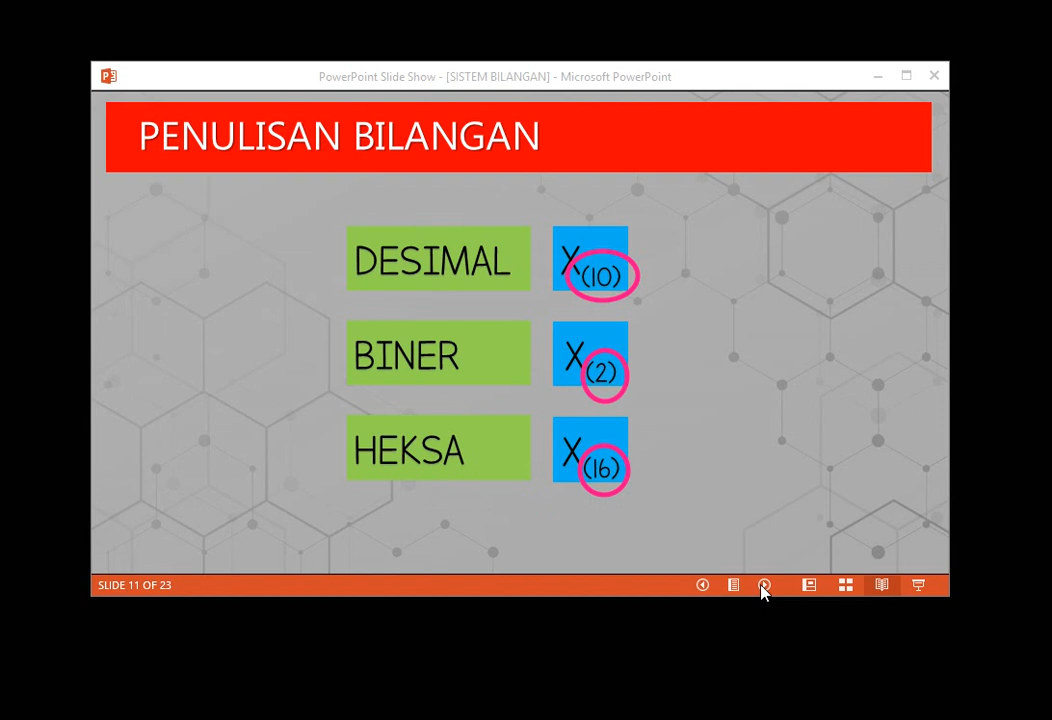 PowerPoint Slide Show - [SISTEM BILANGAN] - Microsoft PowerPoint
PENULISAN BILANGAN
DESIMAL X(10)
BINER X(2)
HEKSA X(16)
SLIDE 11 OF 23